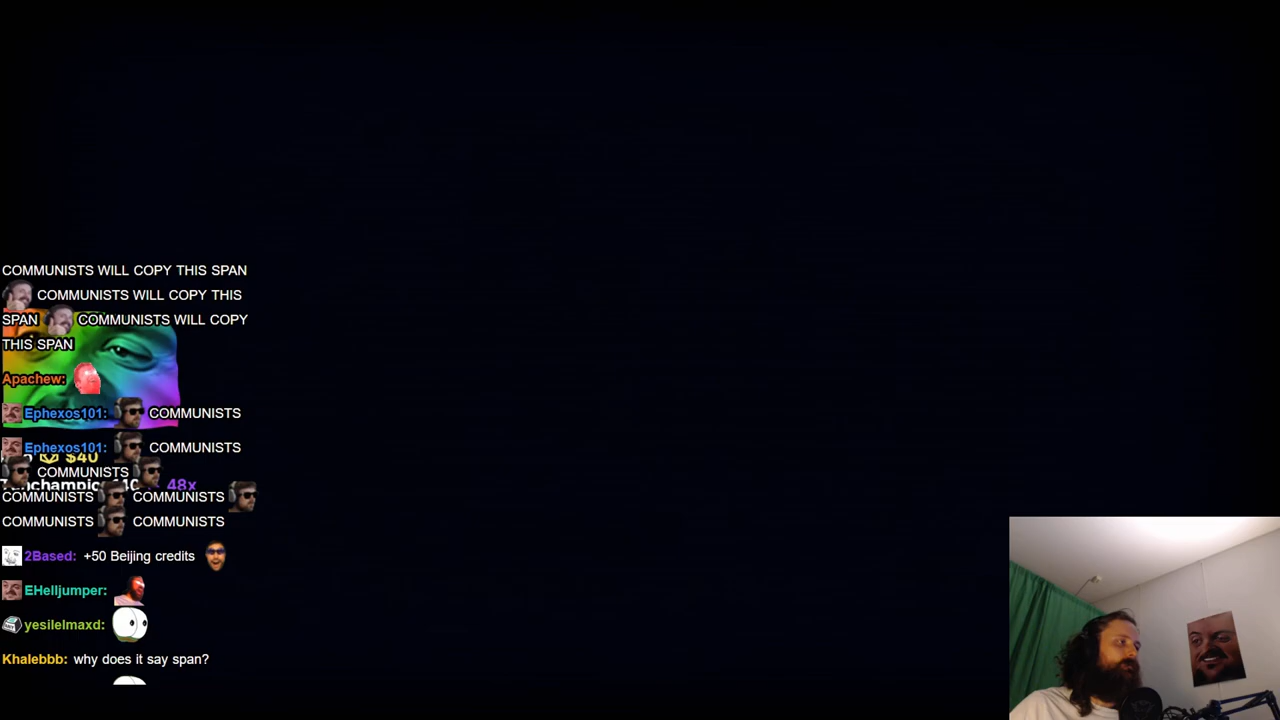 COMMUNISTS WILL COPY THIS SPAN
COMMUNISTS WILL COPY THIS
SPAN COMMUNISTS WILL COPY
THIS SPAN
Apachew:
Ephexos101: COMMUNISTS
Ephexos101: COMMUNISTS
$40
COMMUNISTS
48x
COMMUNISTS COMMUNISTS
COMMUNISTS COMMUNISTS
2Based: +50 Beijing credits
EHelljumper:
yesilelmaxd:
Khalebbb: why does it say span?